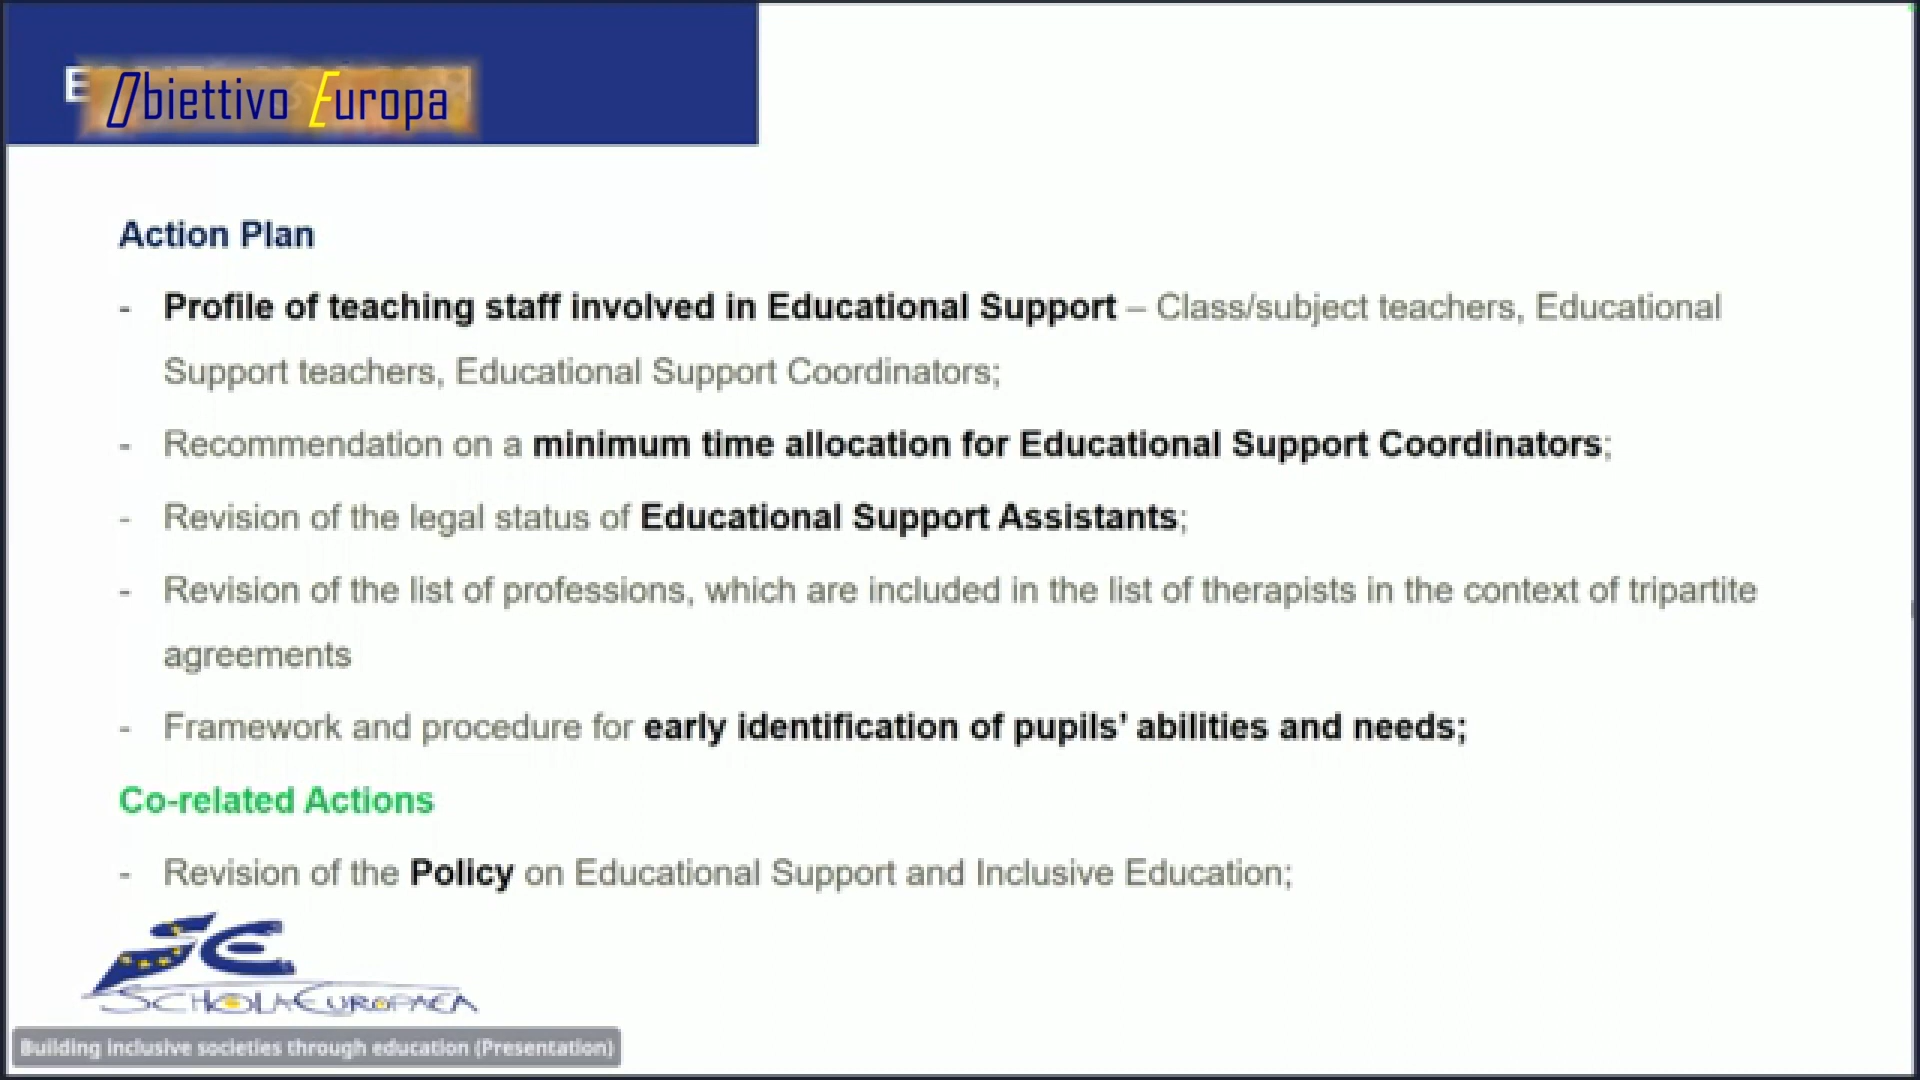 Obiettivo Europa
Action Plan
- Profile of teaching staff involved in Educational Support – Class/subject teachers, Educational
Support teachers, Educational Support Coordinators;
- Recommendation on a minimum time allocation for Educational Support Coordinators;
- Revision of the legal status of Educational Support Assistants;
- Revision of the list of professions, which are included in the list of therapists in the context of tripartite
agreements
- Framework and procedure for early identification of pupils’ abilities and needs;
Co-related Actions
- Revision of the Policy on Educational Support and Inclusive Education;
SCHOLA EUROPAEA
Building inclusive societies through education (Presentation)